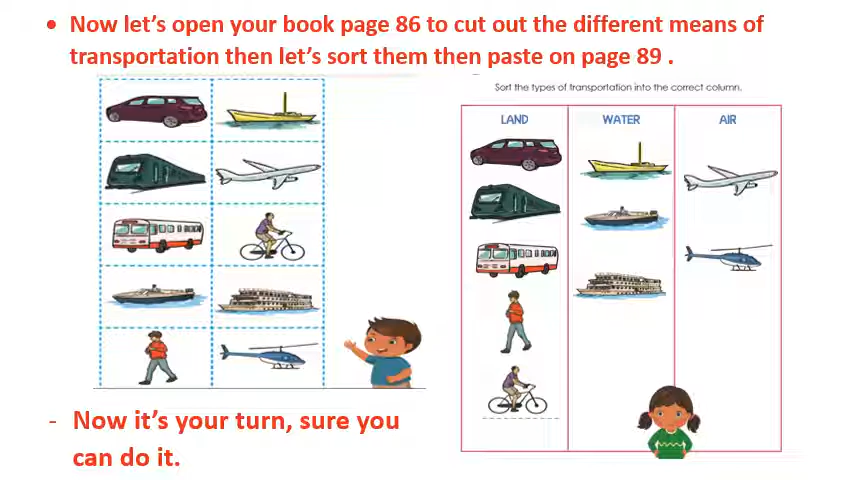 • Now let’s open your book page 86 to cut out the different means of
transportation then let’s sort them then paste on page 89 .
Sort the types of transportation into the correct column.
LAND WATER AIR
- Now it’s your turn, sure you
can do it.